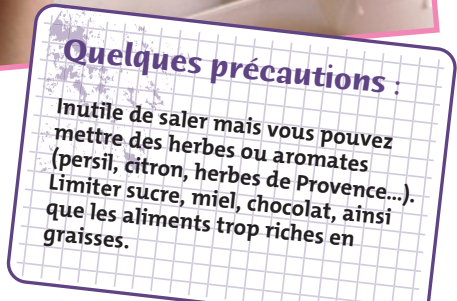 Quelques précautions :
Inutile de saler mais vous pouvez
mettre des herbes ou aromates
(persil, citron, herbes de Provence...).
Limiter sucre, miel, chocolat, ainsi
que les aliments trop riches en
graisses.